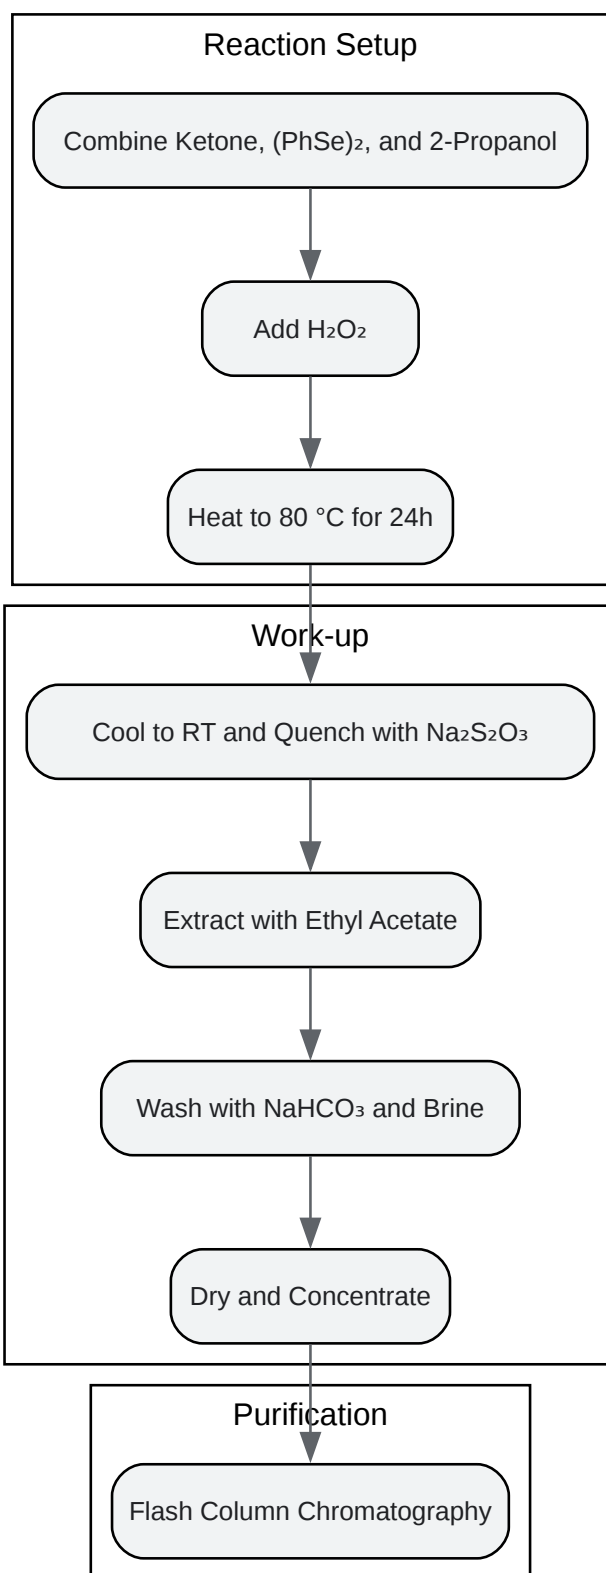 Reaction Setup
Combine Ketone, (PhSe)₂, and 2-Propanol
Add H₂O₂
Heat to 80 °C for 24h
Work-up
Cool to RT and Quench with Na₂S₂O₃
Extract with Ethyl Acetate
Wash with NaHCO₃ and Brine
Dry and Concentrate
Purification
Flash Column Chromatography